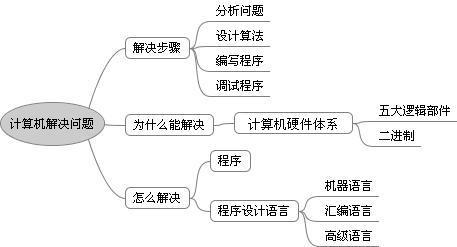 计算机解决问题
解决步骤
分析问题
设计算法
编写程序
调试程序
为什么能解决
计算机硬件体系
五大逻辑部件
二进制
怎么解决
程序
程序设计语言
机器语言
汇编语言
高级语言